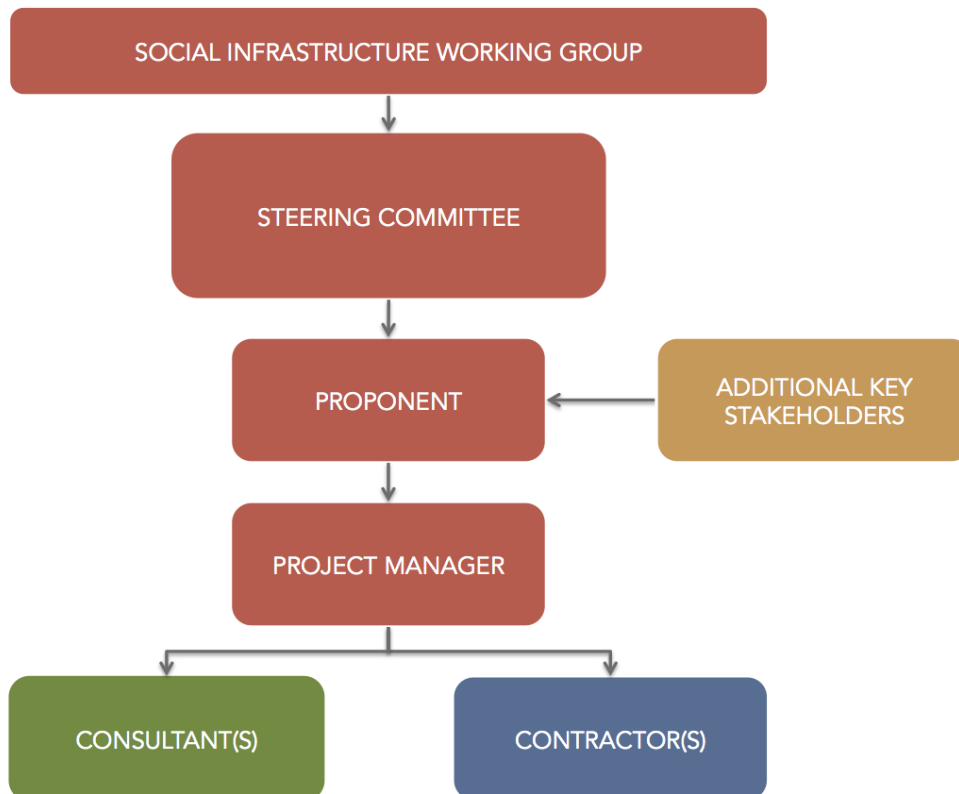 SOCIAL INFRASTRUCTURE WORKING GROUP
STEERING COMMITTEE
PROPONENT
ADDITIONAL KEY
STAKEHOLDERS
PROJECT MANAGER
CONSULTANT(S)
CONTRACTOR(S)